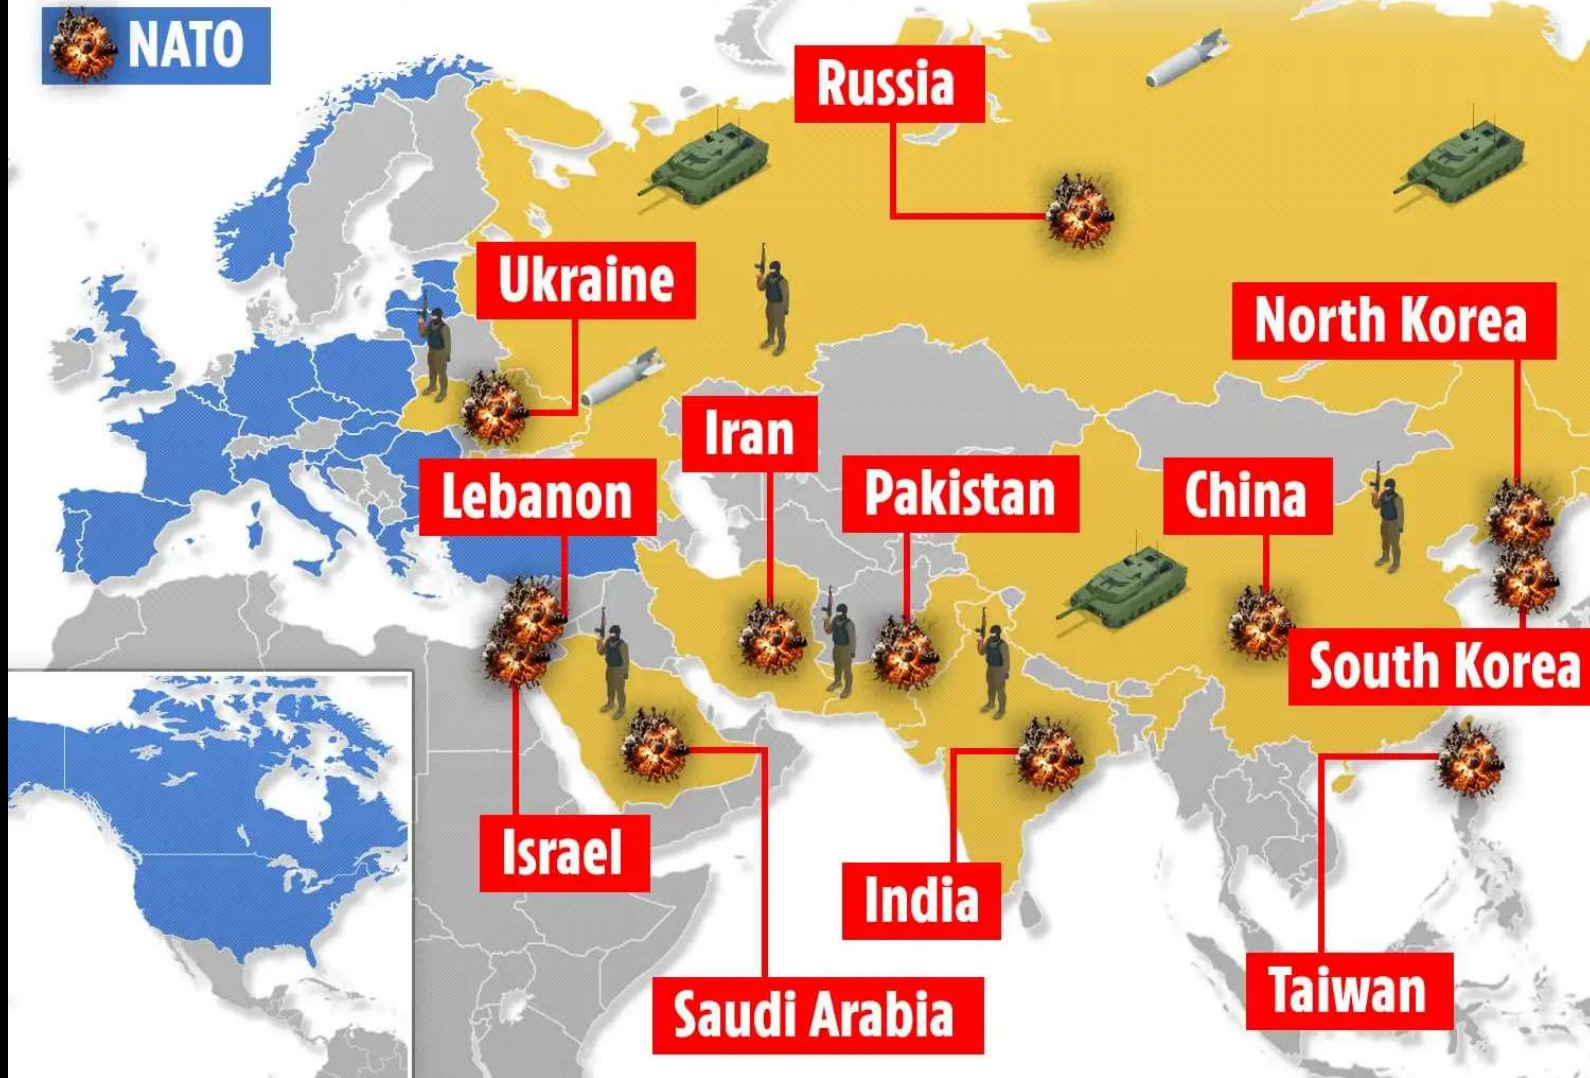 NATO
Russia
Ukraine
North Korea
Iran
Lebanon
Pakistan
China
South Korea
Israel
India
Taiwan
Saudi Arabia